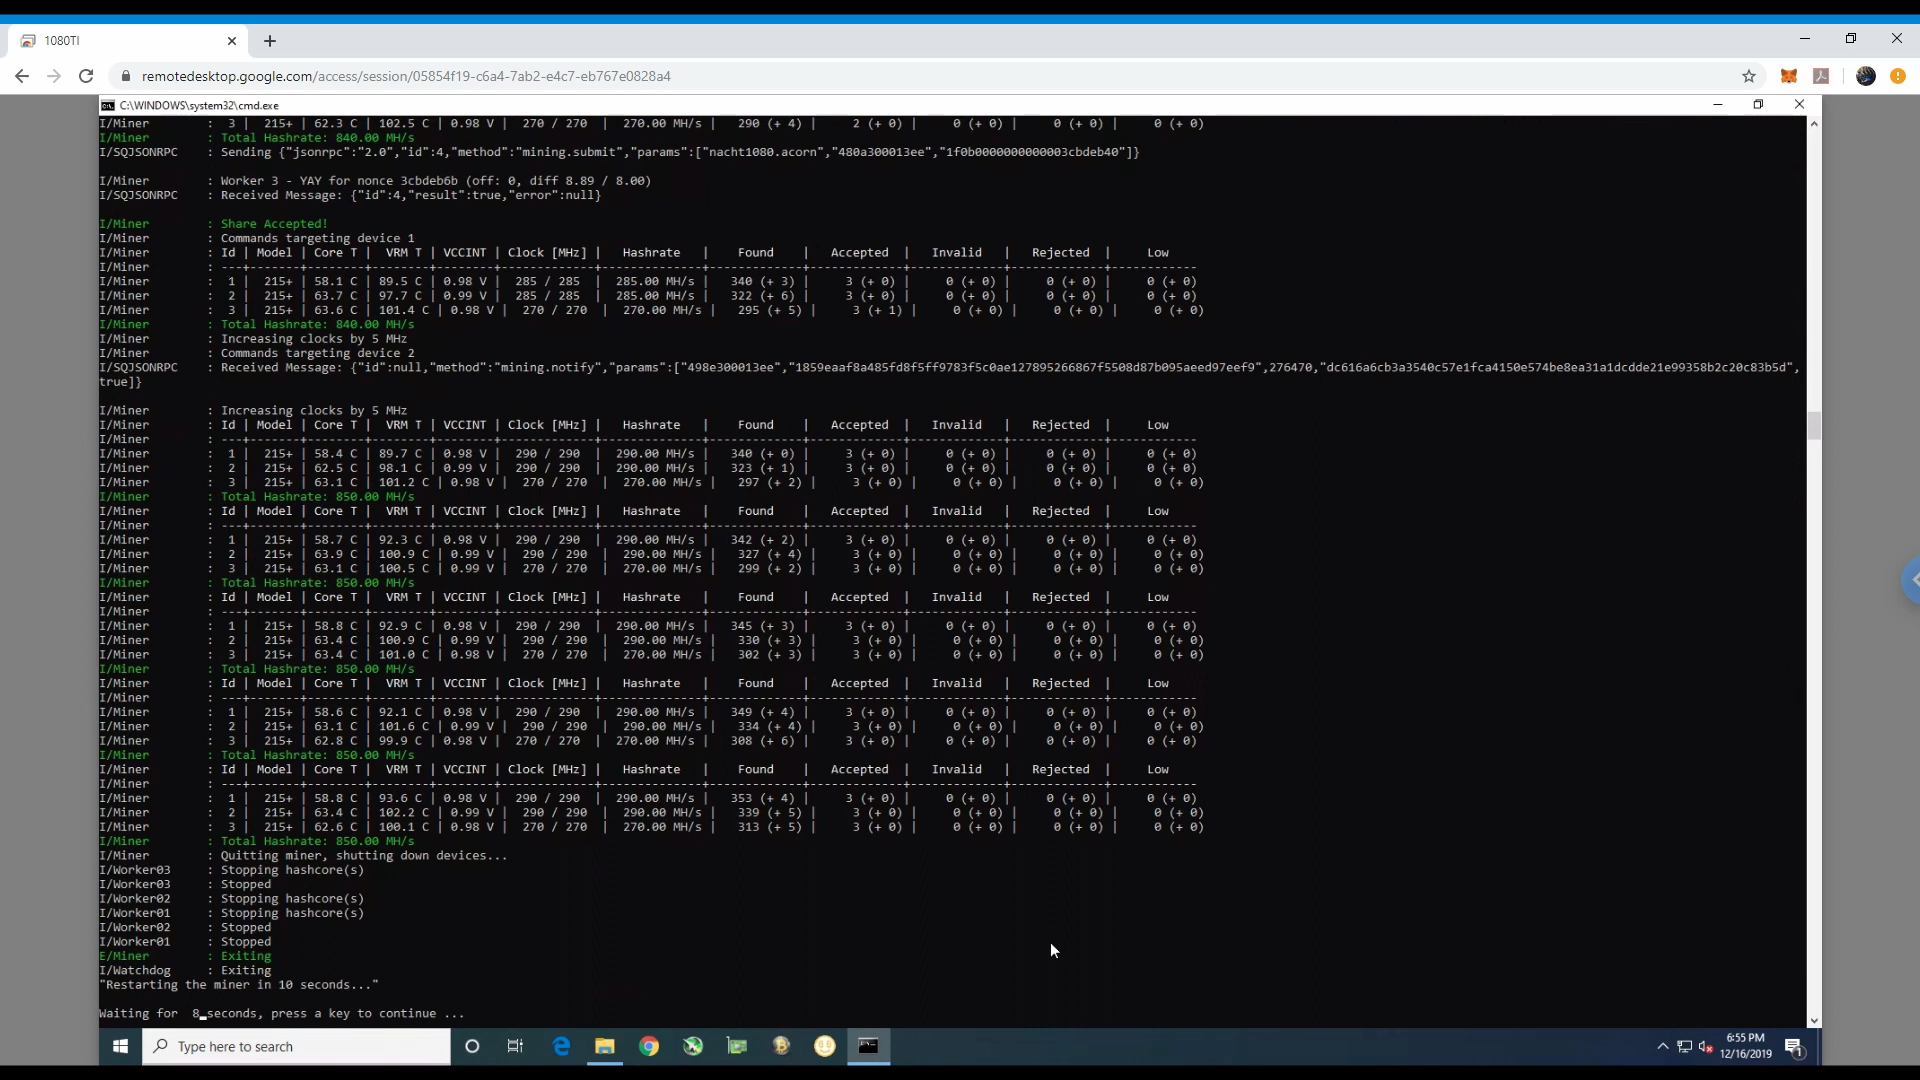 1080TI
remotedesktop.google.com/access/session/05854f19-c6a4-7ab2-e4c7-eb767e0828a4
C:\WINDOWS\system32\cmd.exe
I/Miner : 3 | 215+ | 62.3 C | 102.5 C | 0.98 V | 270 / 270 | 270.00 MH/s | 290 (+ 4) | 2 (+ 0) | 0 (+ 0) | 0 (+ 0) | 0 (+ 0)
I/Miner : Total Hashrate: 840.00 MH/s
I/SQJSONRPC : Sending {"jsonrpc":"2.0","id":4,"method":"mining.submit","params":["nacht1080.acorn","480a300013ee","1f0b0000000000003cbdeb40"]}
I/Miner : Worker 3 - YAY for nonce 3cbdeb6b (off: 0, diff 8.89 / 8.00)
I/SQJSONRPC : Received Message: {"id":4,"result":true,"error":null}
I/Miner : Share Accepted!
I/Miner : Commands targeting device 1
I/Miner : Id | Model | Core T | VRM T | VCCINT | Clock [MHz] | Hashrate | Found | Accepted | Invalid | Rejected | Low
I/Miner : ---+-------+--------+--------+--------+-------------+--------------+-------------+-------------+-------------+-------------+-----------
I/Miner : 1 | 215+ | 58.1 C | 89.5 C | 0.98 V | 285 / 285 | 285.00 MH/s | 340 (+ 3) | 3 (+ 0) | 0 (+ 0) | 0 (+ 0) | 0 (+ 0)
I/Miner : 2 | 215+ | 63.7 C | 97.7 C | 0.99 V | 285 / 285 | 285.00 MH/s | 322 (+ 6) | 3 (+ 0) | 0 (+ 0) | 0 (+ 0) | 0 (+ 0)
I/Miner : 3 | 215+ | 63.6 C | 101.4 C | 0.98 V | 270 / 270 | 270.00 MH/s | 295 (+ 5) | 3 (+ 1) | 0 (+ 0) | 0 (+ 0) | 0 (+ 0)
I/Miner : Total Hashrate: 840.00 MH/s
I/Miner : Increasing clocks by 5 MHz
I/Miner : Commands targeting device 2
I/SQJSONRPC : Received Message: {"id":null,"method":"mining.notify","params":["498e300013ee","1859eaaf8a485fd8f5ff9783f5c0ae127895266867f5508d87b095aeed97eef9",276470,"dc616a6cb3a3540c57e1fca4150e574be8ea31a1dcdde21e99358b2c20c83b5d",
true]}
I/Miner : Increasing clocks by 5 MHz
I/Miner : Id | Model | Core T | VRM T | VCCINT | Clock [MHz] | Hashrate | Found | Accepted | Invalid | Rejected | Low
I/Miner : ---+-------+--------+--------+--------+-------------+--------------+-------------+-------------+-------------+-------------+-----------
I/Miner : 1 | 215+ | 58.4 C | 89.7 C | 0.98 V | 290 / 290 | 290.00 MH/s | 340 (+ 0) | 3 (+ 0) | 0 (+ 0) | 0 (+ 0) | 0 (+ 0)
I/Miner : 2 | 215+ | 62.5 C | 98.1 C | 0.99 V | 290 / 290 | 290.00 MH/s | 323 (+ 1) | 3 (+ 0) | 0 (+ 0) | 0 (+ 0) | 0 (+ 0)
I/Miner : 3 | 215+ | 63.1 C | 101.2 C | 0.98 V | 270 / 270 | 270.00 MH/s | 297 (+ 2) | 3 (+ 0) | 0 (+ 0) | 0 (+ 0) | 0 (+ 0)
I/Miner : Total Hashrate: 850.00 MH/s
I/Miner : Id | Model | Core T | VRM T | VCCINT | Clock [MHz] | Hashrate | Found | Accepted | Invalid | Rejected | Low
I/Miner : ---+-------+--------+--------+--------+-------------+--------------+-------------+-------------+-------------+-------------+-----------
I/Miner : 1 | 215+ | 58.7 C | 92.3 C | 0.98 V | 290 / 290 | 290.00 MH/s | 342 (+ 2) | 3 (+ 0) | 0 (+ 0) | 0 (+ 0) | 0 (+ 0)
I/Miner : 2 | 215+ | 63.9 C | 100.9 C | 0.99 V | 290 / 290 | 290.00 MH/s | 327 (+ 4) | 3 (+ 0) | 0 (+ 0) | 0 (+ 0) | 0 (+ 0)
I/Miner : 3 | 215+ | 63.1 C | 100.5 C | 0.99 V | 270 / 270 | 270.00 MH/s | 299 (+ 2) | 3 (+ 0) | 0 (+ 0) | 0 (+ 0) | 0 (+ 0)
I/Miner : Total Hashrate: 850.00 MH/s
I/Miner : Id | Model | Core T | VRM T | VCCINT | Clock [MHz] | Hashrate | Found | Accepted | Invalid | Rejected | Low
I/Miner : ---+-------+--------+--------+--------+-------------+--------------+-------------+-------------+-------------+-------------+-----------
I/Miner : 1 | 215+ | 58.8 C | 92.9 C | 0.98 V | 290 / 290 | 290.00 MH/s | 345 (+ 3) | 3 (+ 0) | 0 (+ 0) | 0 (+ 0) | 0 (+ 0)
I/Miner : 2 | 215+ | 63.4 C | 100.9 C | 0.99 V | 290 / 290 | 290.00 MH/s | 330 (+ 3) | 3 (+ 0) | 0 (+ 0) | 0 (+ 0) | 0 (+ 0)
I/Miner : 3 | 215+ | 63.4 C | 101.0 C | 0.98 V | 270 / 270 | 270.00 MH/s | 302 (+ 3) | 3 (+ 0) | 0 (+ 0) | 0 (+ 0) | 0 (+ 0)
I/Miner : Total Hashrate: 850.00 MH/s
I/Miner : Id | Model | Core T | VRM T | VCCINT | Clock [MHz] | Hashrate | Found | Accepted | Invalid | Rejected | Low
I/Miner : ---+-------+--------+--------+--------+-------------+--------------+-------------+-------------+-------------+-------------+-----------
I/Miner : 1 | 215+ | 58.6 C | 92.1 C | 0.98 V | 290 / 290 | 290.00 MH/s | 349 (+ 4) | 3 (+ 0) | 0 (+ 0) | 0 (+ 0) | 0 (+ 0)
I/Miner : 2 | 215+ | 63.1 C | 101.6 C | 0.99 V | 290 / 290 | 290.00 MH/s | 334 (+ 4) | 3 (+ 0) | 0 (+ 0) | 0 (+ 0) | 0 (+ 0)
I/Miner : 3 | 215+ | 62.8 C | 99.9 C | 0.98 V | 270 / 270 | 270.00 MH/s | 308 (+ 6) | 3 (+ 0) | 0 (+ 0) | 0 (+ 0) | 0 (+ 0)
I/Miner : Total Hashrate: 850.00 MH/s
I/Miner : Id | Model | Core T | VRM T | VCCINT | Clock [MHz] | Hashrate | Found | Accepted | Invalid | Rejected | Low
I/Miner : ---+-------+--------+--------+--------+-------------+--------------+-------------+-------------+-------------+-------------+-----------
I/Miner : 1 | 215+ | 58.8 C | 93.6 C | 0.98 V | 290 / 290 | 290.00 MH/s | 353 (+ 4) | 3 (+ 0) | 0 (+ 0) | 0 (+ 0) | 0 (+ 0)
I/Miner : 2 | 215+ | 63.4 C | 102.2 C | 0.99 V | 290 / 290 | 290.00 MH/s | 339 (+ 5) | 3 (+ 0) | 0 (+ 0) | 0 (+ 0) | 0 (+ 0)
I/Miner : 3 | 215+ | 62.6 C | 100.1 C | 0.98 V | 270 / 270 | 270.00 MH/s | 313 (+ 5) | 3 (+ 0) | 0 (+ 0) | 0 (+ 0) | 0 (+ 0)
I/Miner : Total Hashrate: 850.00 MH/s
I/Miner : Quitting miner, shutting down devices...
I/Worker03 : Stopping hashcore(s)
I/Worker03 : Stopped
I/Worker02 : Stopping hashcore(s)
I/Worker01 : Stopping hashcore(s)
I/Worker02 : Stopped
I/Worker01 : Stopped
E/Miner : Exiting
I/Watchdog : Exiting
"Restarting the miner in 10 seconds..."
Waiting for 8 seconds, press a key to continue ...
Type here to search
6:55 PM
12/16/2019
1